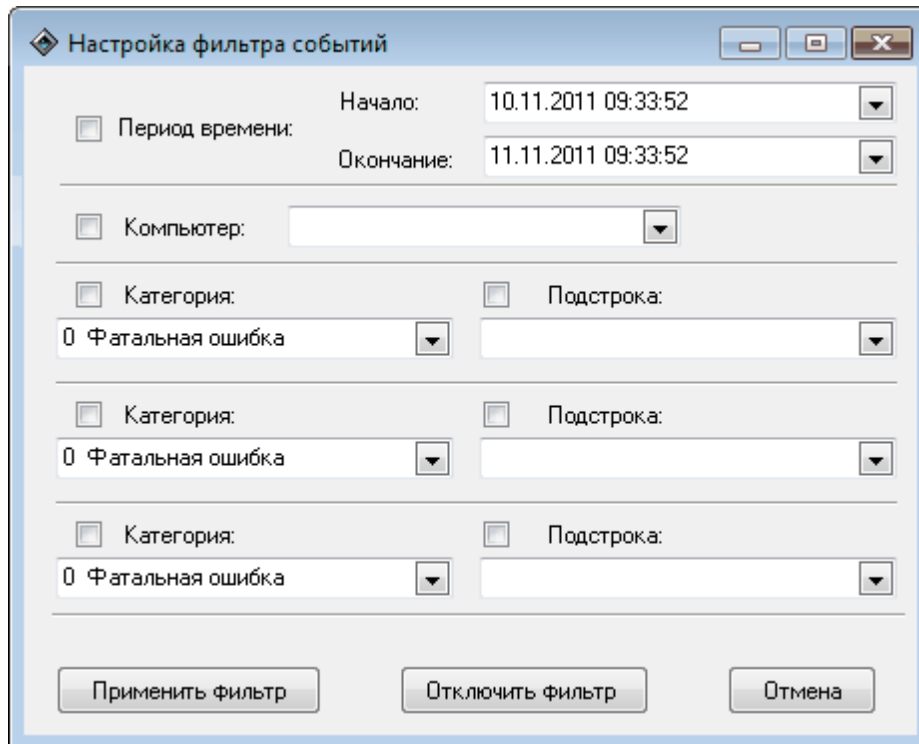 Настройка фильтра событий
Начало: 10.11.2011 09:33:52
Период времени:
Окончание: 11.11.2011 09:33:52
Компьютер:
Категория: Подстрока:
0 Фатальная ошибка
Категория: Подстрока:
0 Фатальная ошибка
Категория: Подстрока:
0 Фатальная ошибка
Применить фильтр Отключить фильтр Отмена